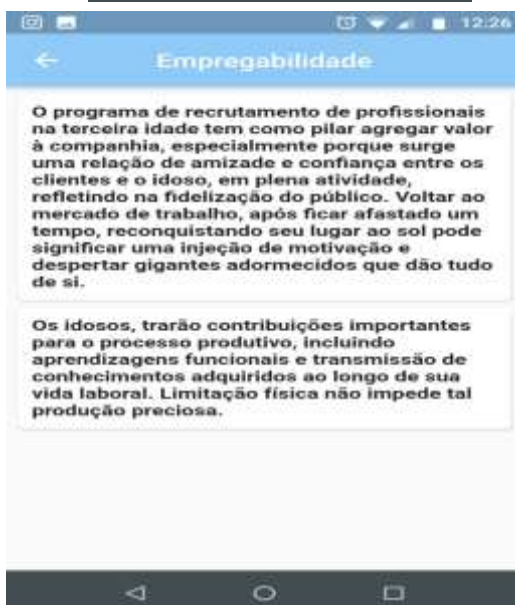 12:26
Empregabilidade
O programa de recrutamento de profissionais
na terceira idade tem como pilar agregar valor
à companhia, especialmente porque surge
uma relação de amizade e confiança entre os
clientes e o idoso, em plena atividade,
refletindo na fidelização do público. Voltar ao
mercado de trabalho, após ficar afastado um
tempo, reconquistando seu lugar ao sol pode
significar uma injeção de motivação e
despertar gigantes adormecidos que dão tudo
de si.
Os idosos, trarão contribuições importantes
para o processo produtivo, incluindo
aprendizagens funcionais e transmissão de
conhecimentos adquiridos ao longo de sua
vida laboral. Limitação física não impede tal
produção preciosa.